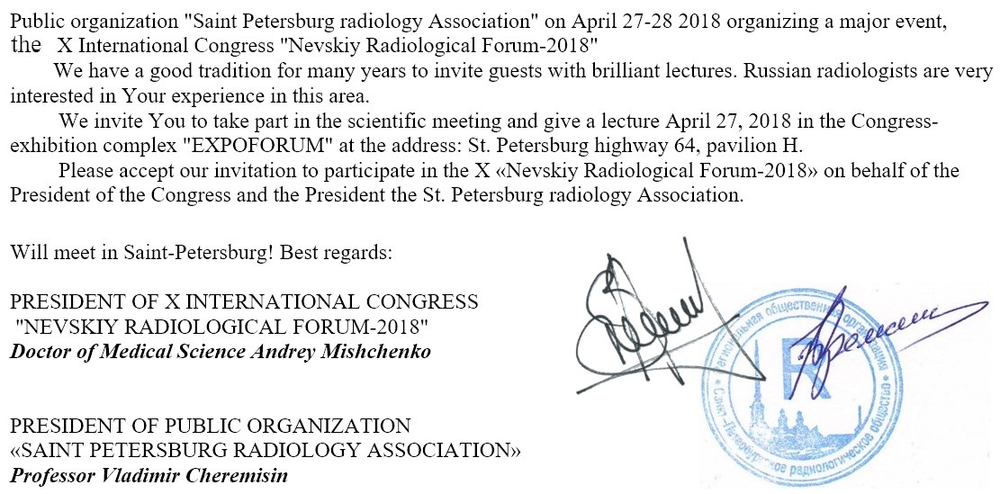 Public organization "Saint Petersburg radiology Association" on April 27-28 2018 organizing a major event,
the X International Congress "Nevskiy Radiological Forum-2018"
We have a good tradition for many years to invite guests with brilliant lectures. Russian radiologists are very
interested in Your experience in this area.
We invite You to take part in the scientific meeting and give a lecture April 27, 2018 in the Congress-
exhibition complex "EXPOFORUM" at the address: St. Petersburg highway 64, pavilion H.
Please accept our invitation to participate in the X «Nevskiy Radiological Forum-2018» on behalf of the
President of the Congress and the President the St. Petersburg radiology Association.
Will meet in Saint-Petersburg! Best regards:
PRESIDENT OF X INTERNATIONAL CONGRESS
"NEVSKIY RADIOLOGICAL FORUM-2018"
Doctor of Medical Science Andrey Mishchenko
PRESIDENT OF PUBLIC ORGANIZATION
«SAINT PETERSBURG RADIOLOGY ASSOCIATION»
Professor Vladimir Cheremisin
региональная общественная организация
R
Санкт-Петербургское радиологическое общество